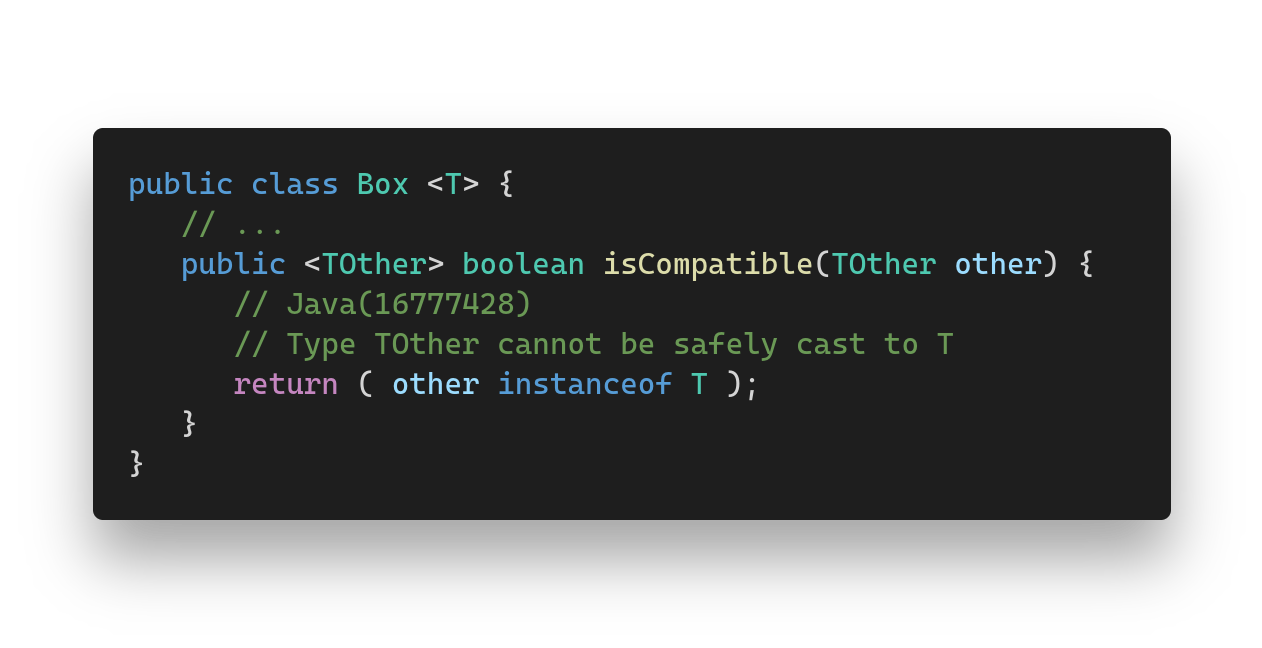 public class Box <T> {
   // ...
   public <TOther> boolean isCompatible(TOther other) {
      // Java(16777428)
      // Type TOther cannot be safely cast to T
      return ( other instanceof T );
   }
}